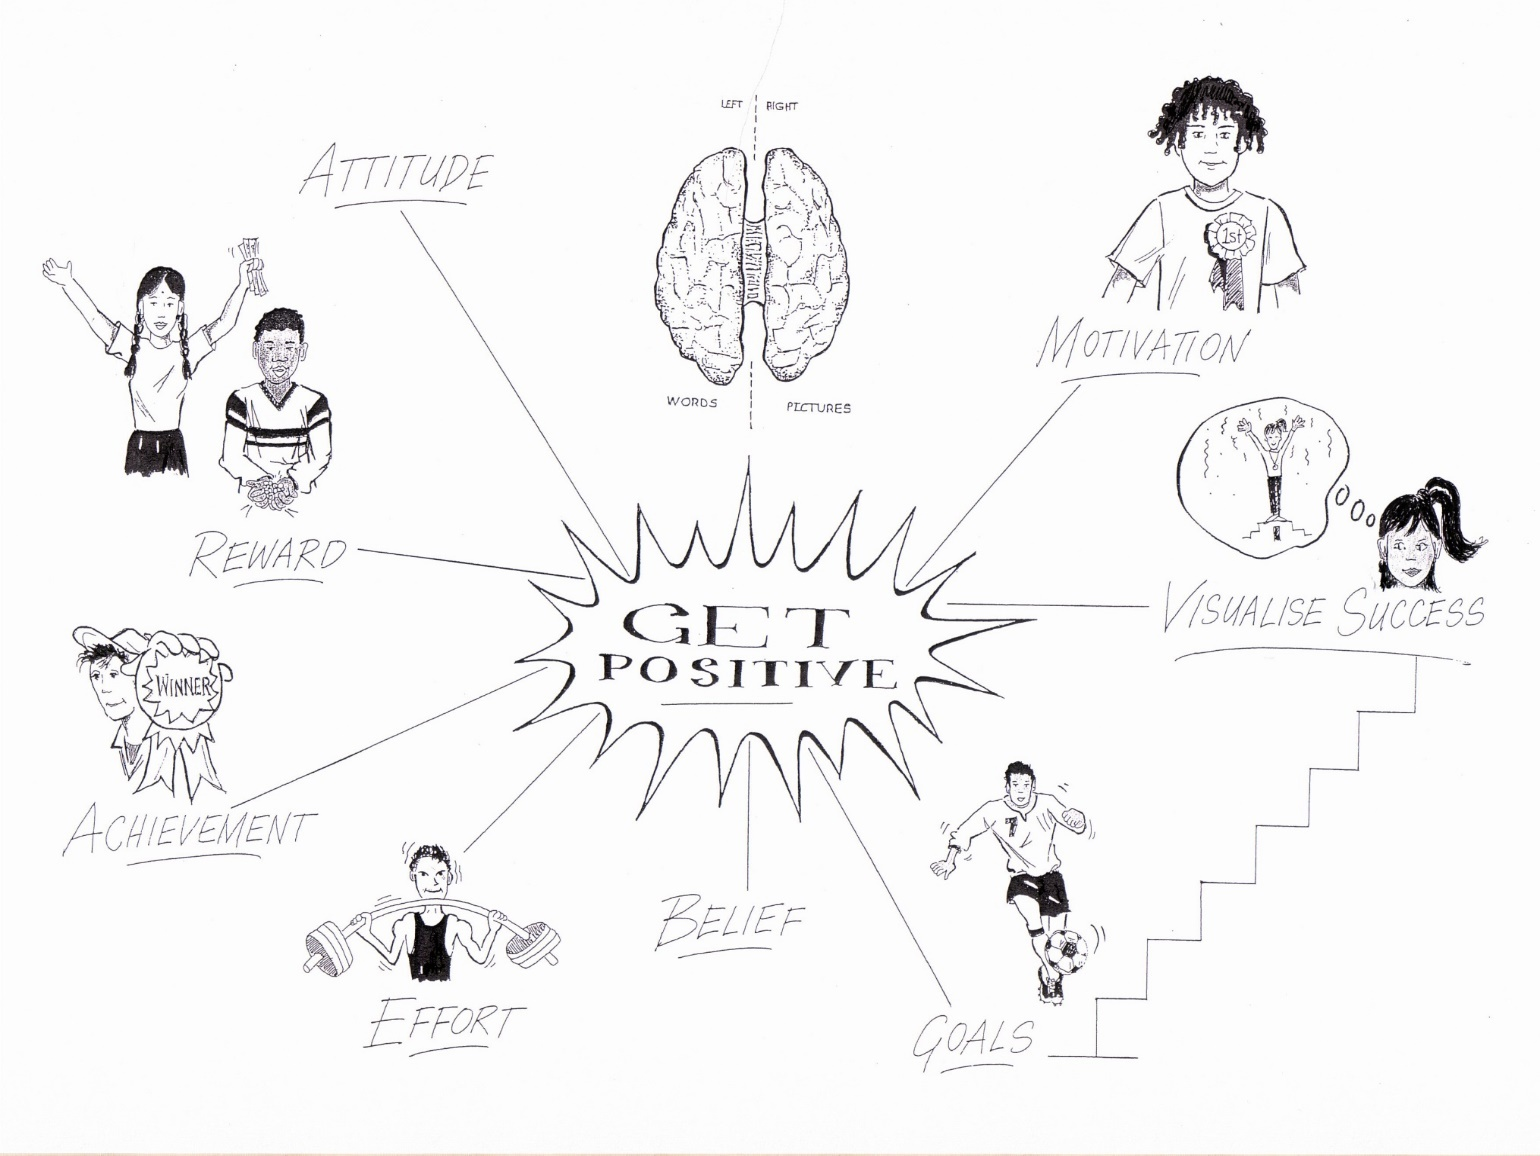 LEFT RIGHT
ATTITUDE
1st
MOTIVATION
WORDS PICTURES
REWARD
VISUALISE SUCCESS
GET
POSITIVE
WINNER
ACHIEVEMENT
7
BELIEF
EFFORT
GOALS